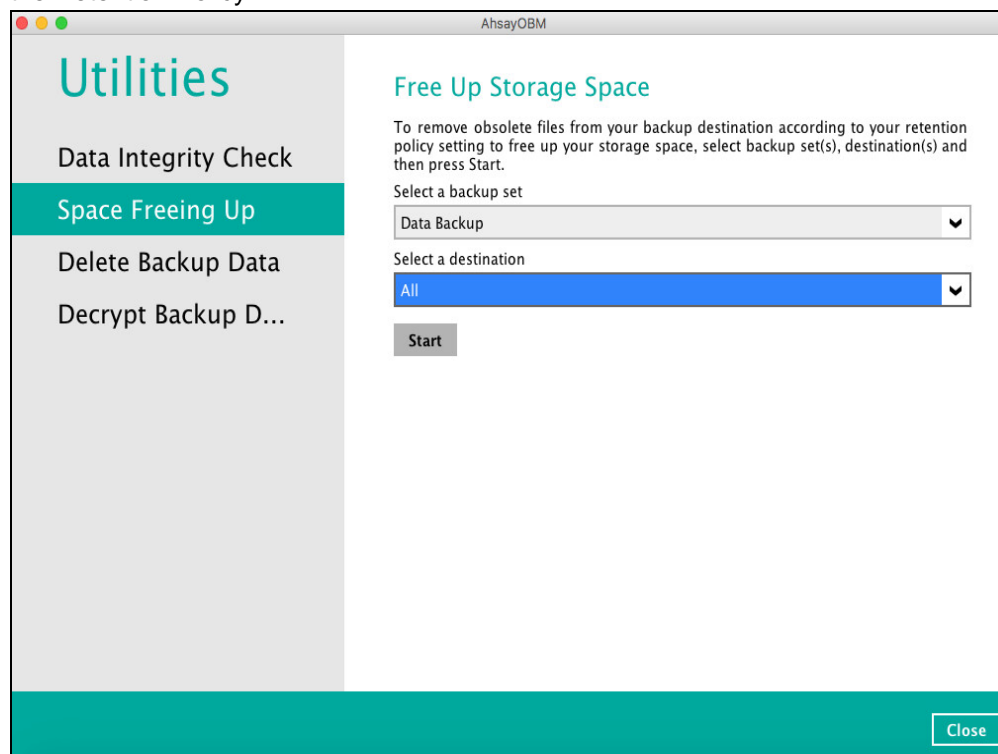 AhsayOBM
Utilities
Data Integrity Check
Space Freeing Up
Delete Backup Data
Decrypt Backup D...
Free Up Storage Space
To remove obsolete files from your backup destination according to your retention
policy setting to free up your storage space, select backup set(s), destination(s) and
then press Start.
Select a backup set
Data Backup
Select a destination
All
Start
Close